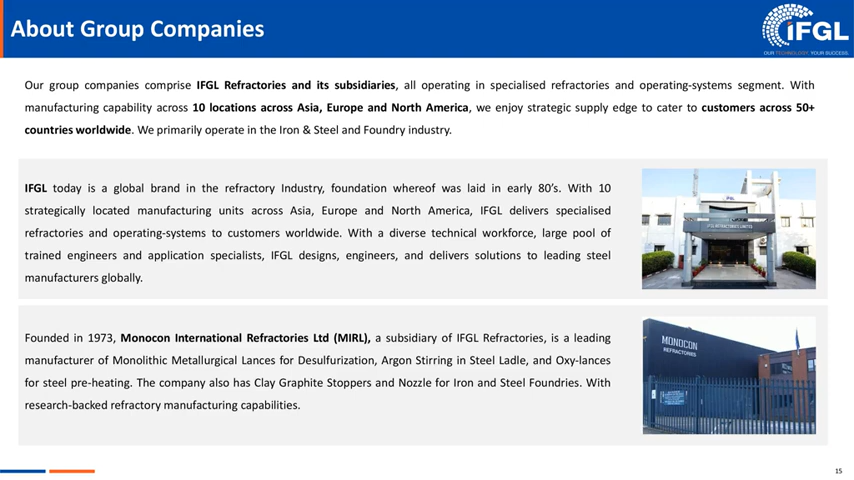 About Group Companies
iFGL
OUR TECHNOLOGY, YOUR SUCCESS.
Our group companies comprise IFGL Refractories and its subsidiaries, all operating in specialised refractories and operating-systems segment. With
manufacturing capability across 10 locations across Asia, Europe and North America, we enjoy strategic supply edge to cater to customers across 50+
countries worldwide. We primarily operate in the Iron & Steel and Foundry industry.
IFGL today is a global brand in the refractory Industry, foundation whereof was laid in early 80’s. With 10
strategically located manufacturing units across Asia, Europe and North America, IFGL delivers specialised
refractories and operating-systems to customers worldwide. With a diverse technical workforce, large pool of
trained engineers and application specialists, IFGL designs, engineers, and delivers solutions to leading steel
manufacturers globally.
IFGL REFRACTORIES LIMITED
Founded in 1973, Monocon International Refractories Ltd (MIRL), a subsidiary of IFGL Refractories, is a leading
manufacturer of Monolithic Metallurgical Lances for Desulfurization, Argon Stirring in Steel Ladle, and Oxy-lances
for steel pre-heating. The company also has Clay Graphite Stoppers and Nozzle for Iron and Steel Foundries. With
research-backed refractory manufacturing capabilities.
MONOCON
REFRACTORIES
15